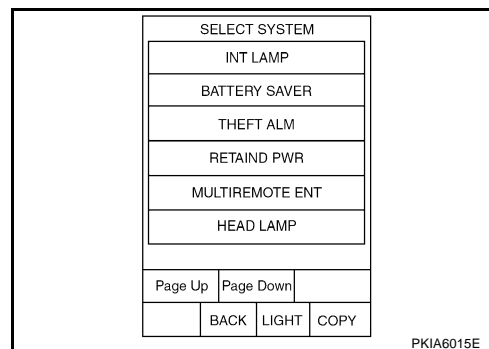 SELECT SYSTEM
INT LAMP
BATTERY SAVER
THEFT ALM
RETAIND PWR
MULTIREMOTE ENT
HEAD LAMP
Page Up Page Down
BACK LIGHT COPY
PKIA6015E